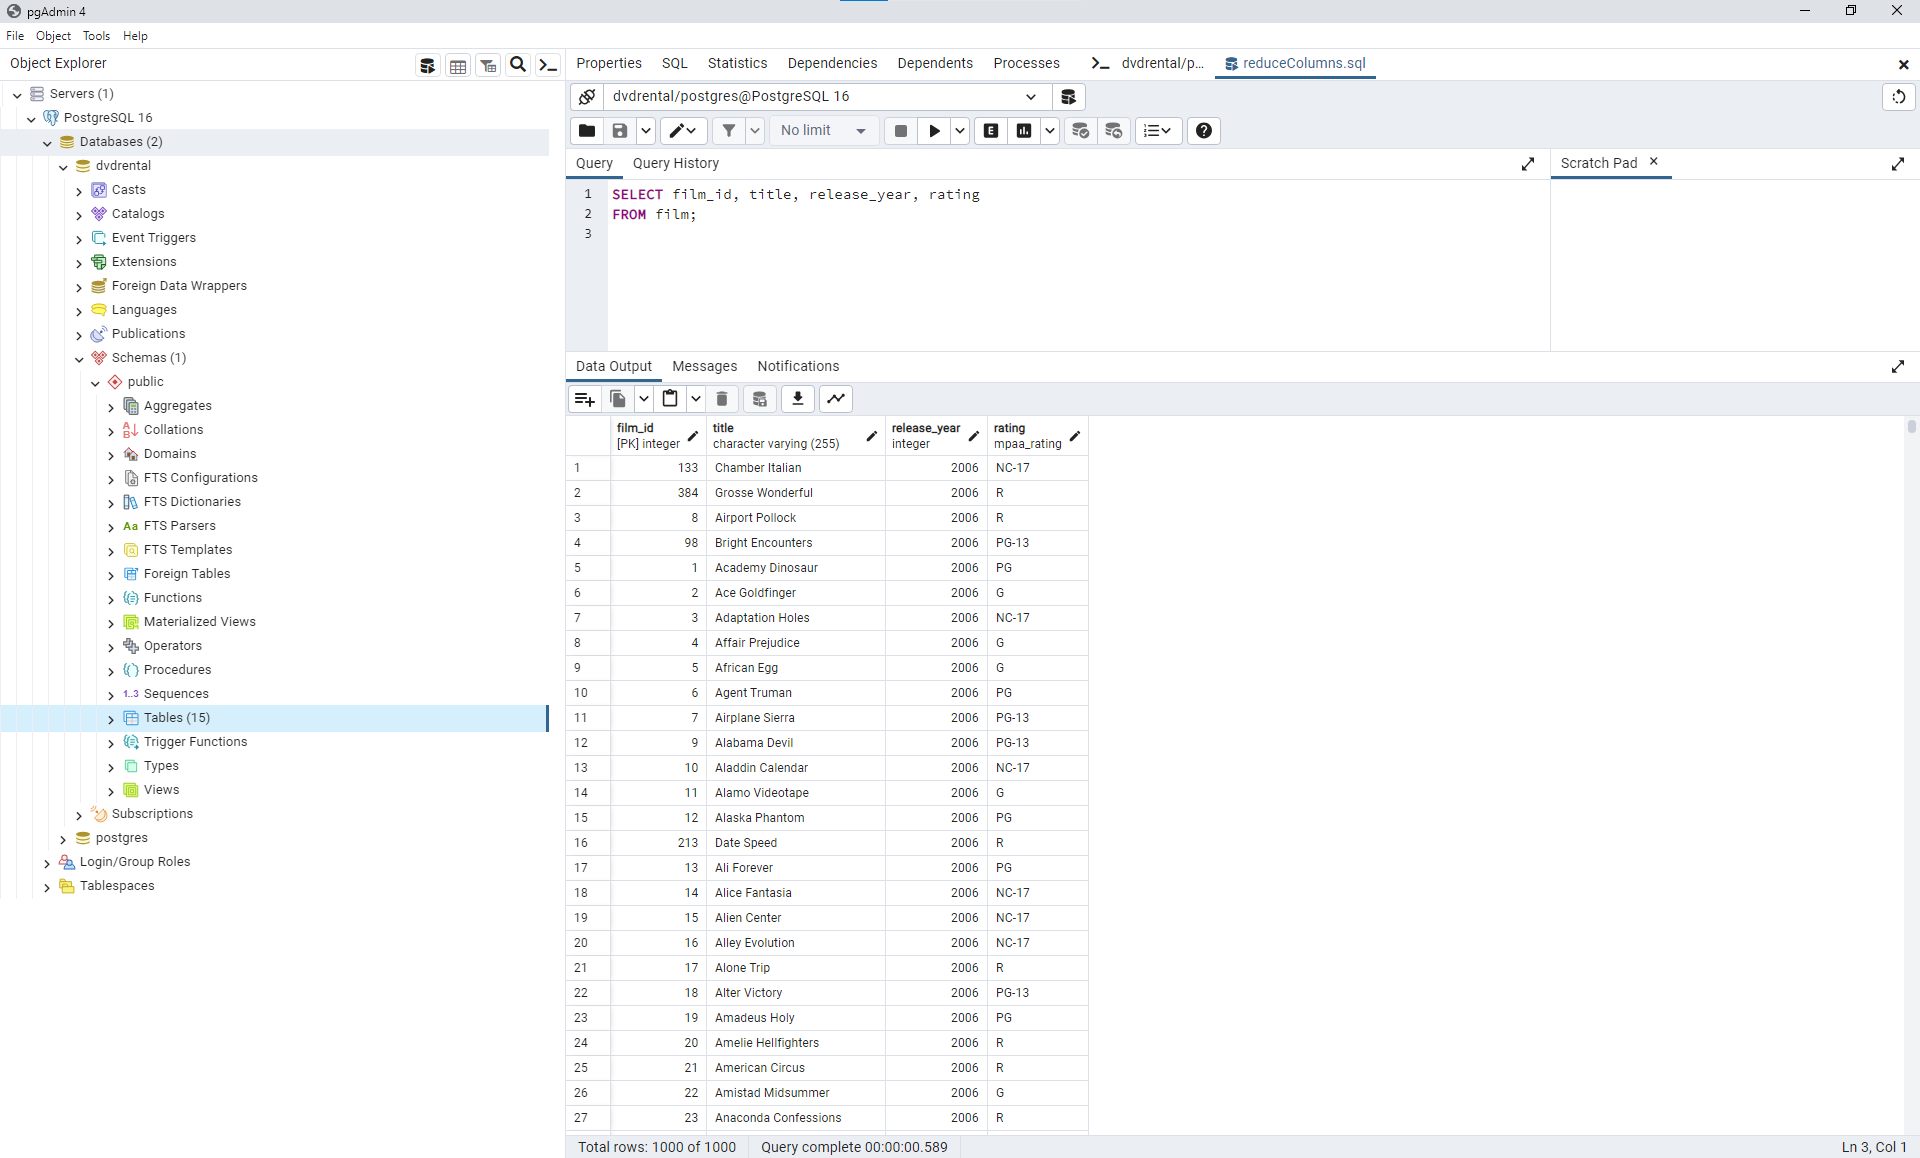 pgAdmin 4
File Object Tools Help
Object Explorer
Servers (1)
PostgreSQL 16
Databases (2)
dvdrental
Casts
Catalogs
Event Triggers
Extensions
Foreign Data Wrappers
Languages
Publications
Schemas (1)
public
Aggregates
Collations
Domains
FTS Configurations
FTS Dictionaries
Aa FTS Parsers
FTS Templates
Foreign Tables
Functions
Materialized Views
Operators
Procedures
1..3 Sequences
Tables (15)
Trigger Functions
Types
Views
Subscriptions
postgres
Login/Group Roles
Tablespaces
Properties SQL Statistics Dependencies Dependents Processes dvdrental/p... reduceColumns.sql
dvdrental/postgres@PostgreSQL 16
No limit E
Query Query History
Scratch Pad
1 SELECT film_id, title, release_year, rating
2 FROM film;
3
Data Output Messages Notifications
film_id title release_year rating
[PK] integer character varying (255) integer mpaa_rating
1 133 Chamber Italian 2006 NC-17
2 384 Grosse Wonderful 2006 R
3 8 Airport Pollock 2006 R
4 98 Bright Encounters 2006 PG-13
5 1 Academy Dinosaur 2006 PG
6 2 Ace Goldfinger 2006 G
7 3 Adaptation Holes 2006 NC-17
8 4 Affair Prejudice 2006 G
9 5 African Egg 2006 G
10 6 Agent Truman 2006 PG
11 7 Airplane Sierra 2006 PG-13
12 9 Alabama Devil 2006 PG-13
13 10 Aladdin Calendar 2006 NC-17
14 11 Alamo Videotape 2006 G
15 12 Alaska Phantom 2006 PG
16 213 Date Speed 2006 R
17 13 Ali Forever 2006 PG
18 14 Alice Fantasia 2006 NC-17
19 15 Alien Center 2006 NC-17
20 16 Alley Evolution 2006 NC-17
21 17 Alone Trip 2006 R
22 18 Alter Victory 2006 PG-13
23 19 Amadeus Holy 2006 PG
24 20 Amelie Hellfighters 2006 R
25 21 American Circus 2006 R
26 22 Amistad Midsummer 2006 G
27 23 Anaconda Confessions 2006 R
Total rows: 1000 of 1000 Query complete 00:00:00.589 Ln 3, Col 1